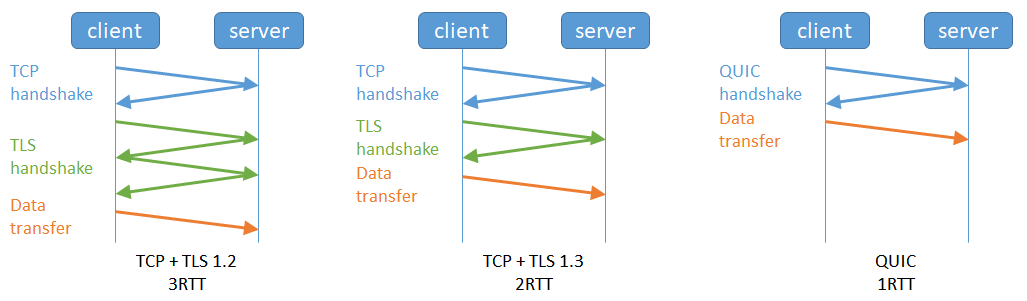 client
server
TCP
handshake
TLS
handshake
Data
transfer
TCP + TLS 1.2
3RTT
client
server
TCP
handshake
TLS
handshake
Data
transfer
TCP + TLS 1.3
2RTT
client
server
QUIC
handshake
Data
transfer
QUIC
1RTT